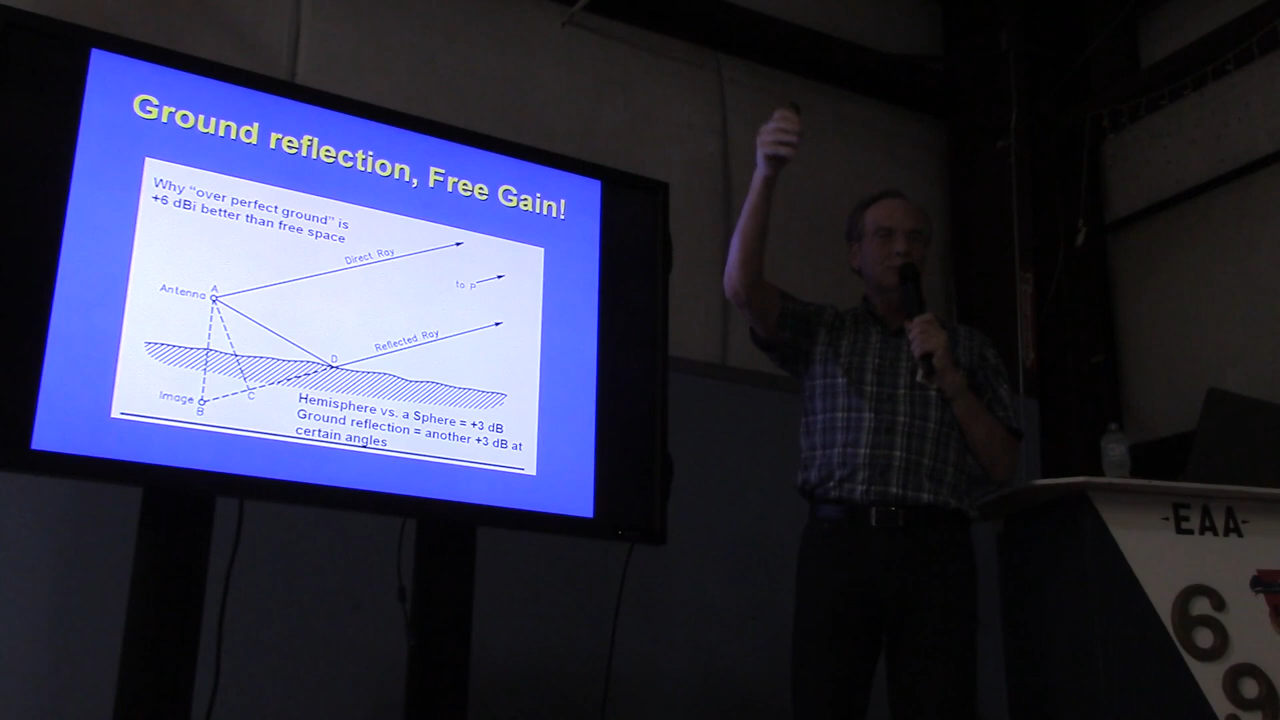 Ground reflection, Free Gain!
Why “over perfect ground” is
+6 dBi better than free space
Direct Ray
to P
A
Antenna
Reflected Ray
D
Image
B
C
Hemisphere vs. a Sphere = +3 dB
Ground reflection = another +3 dB at
certain angles
-EAA-
6
9